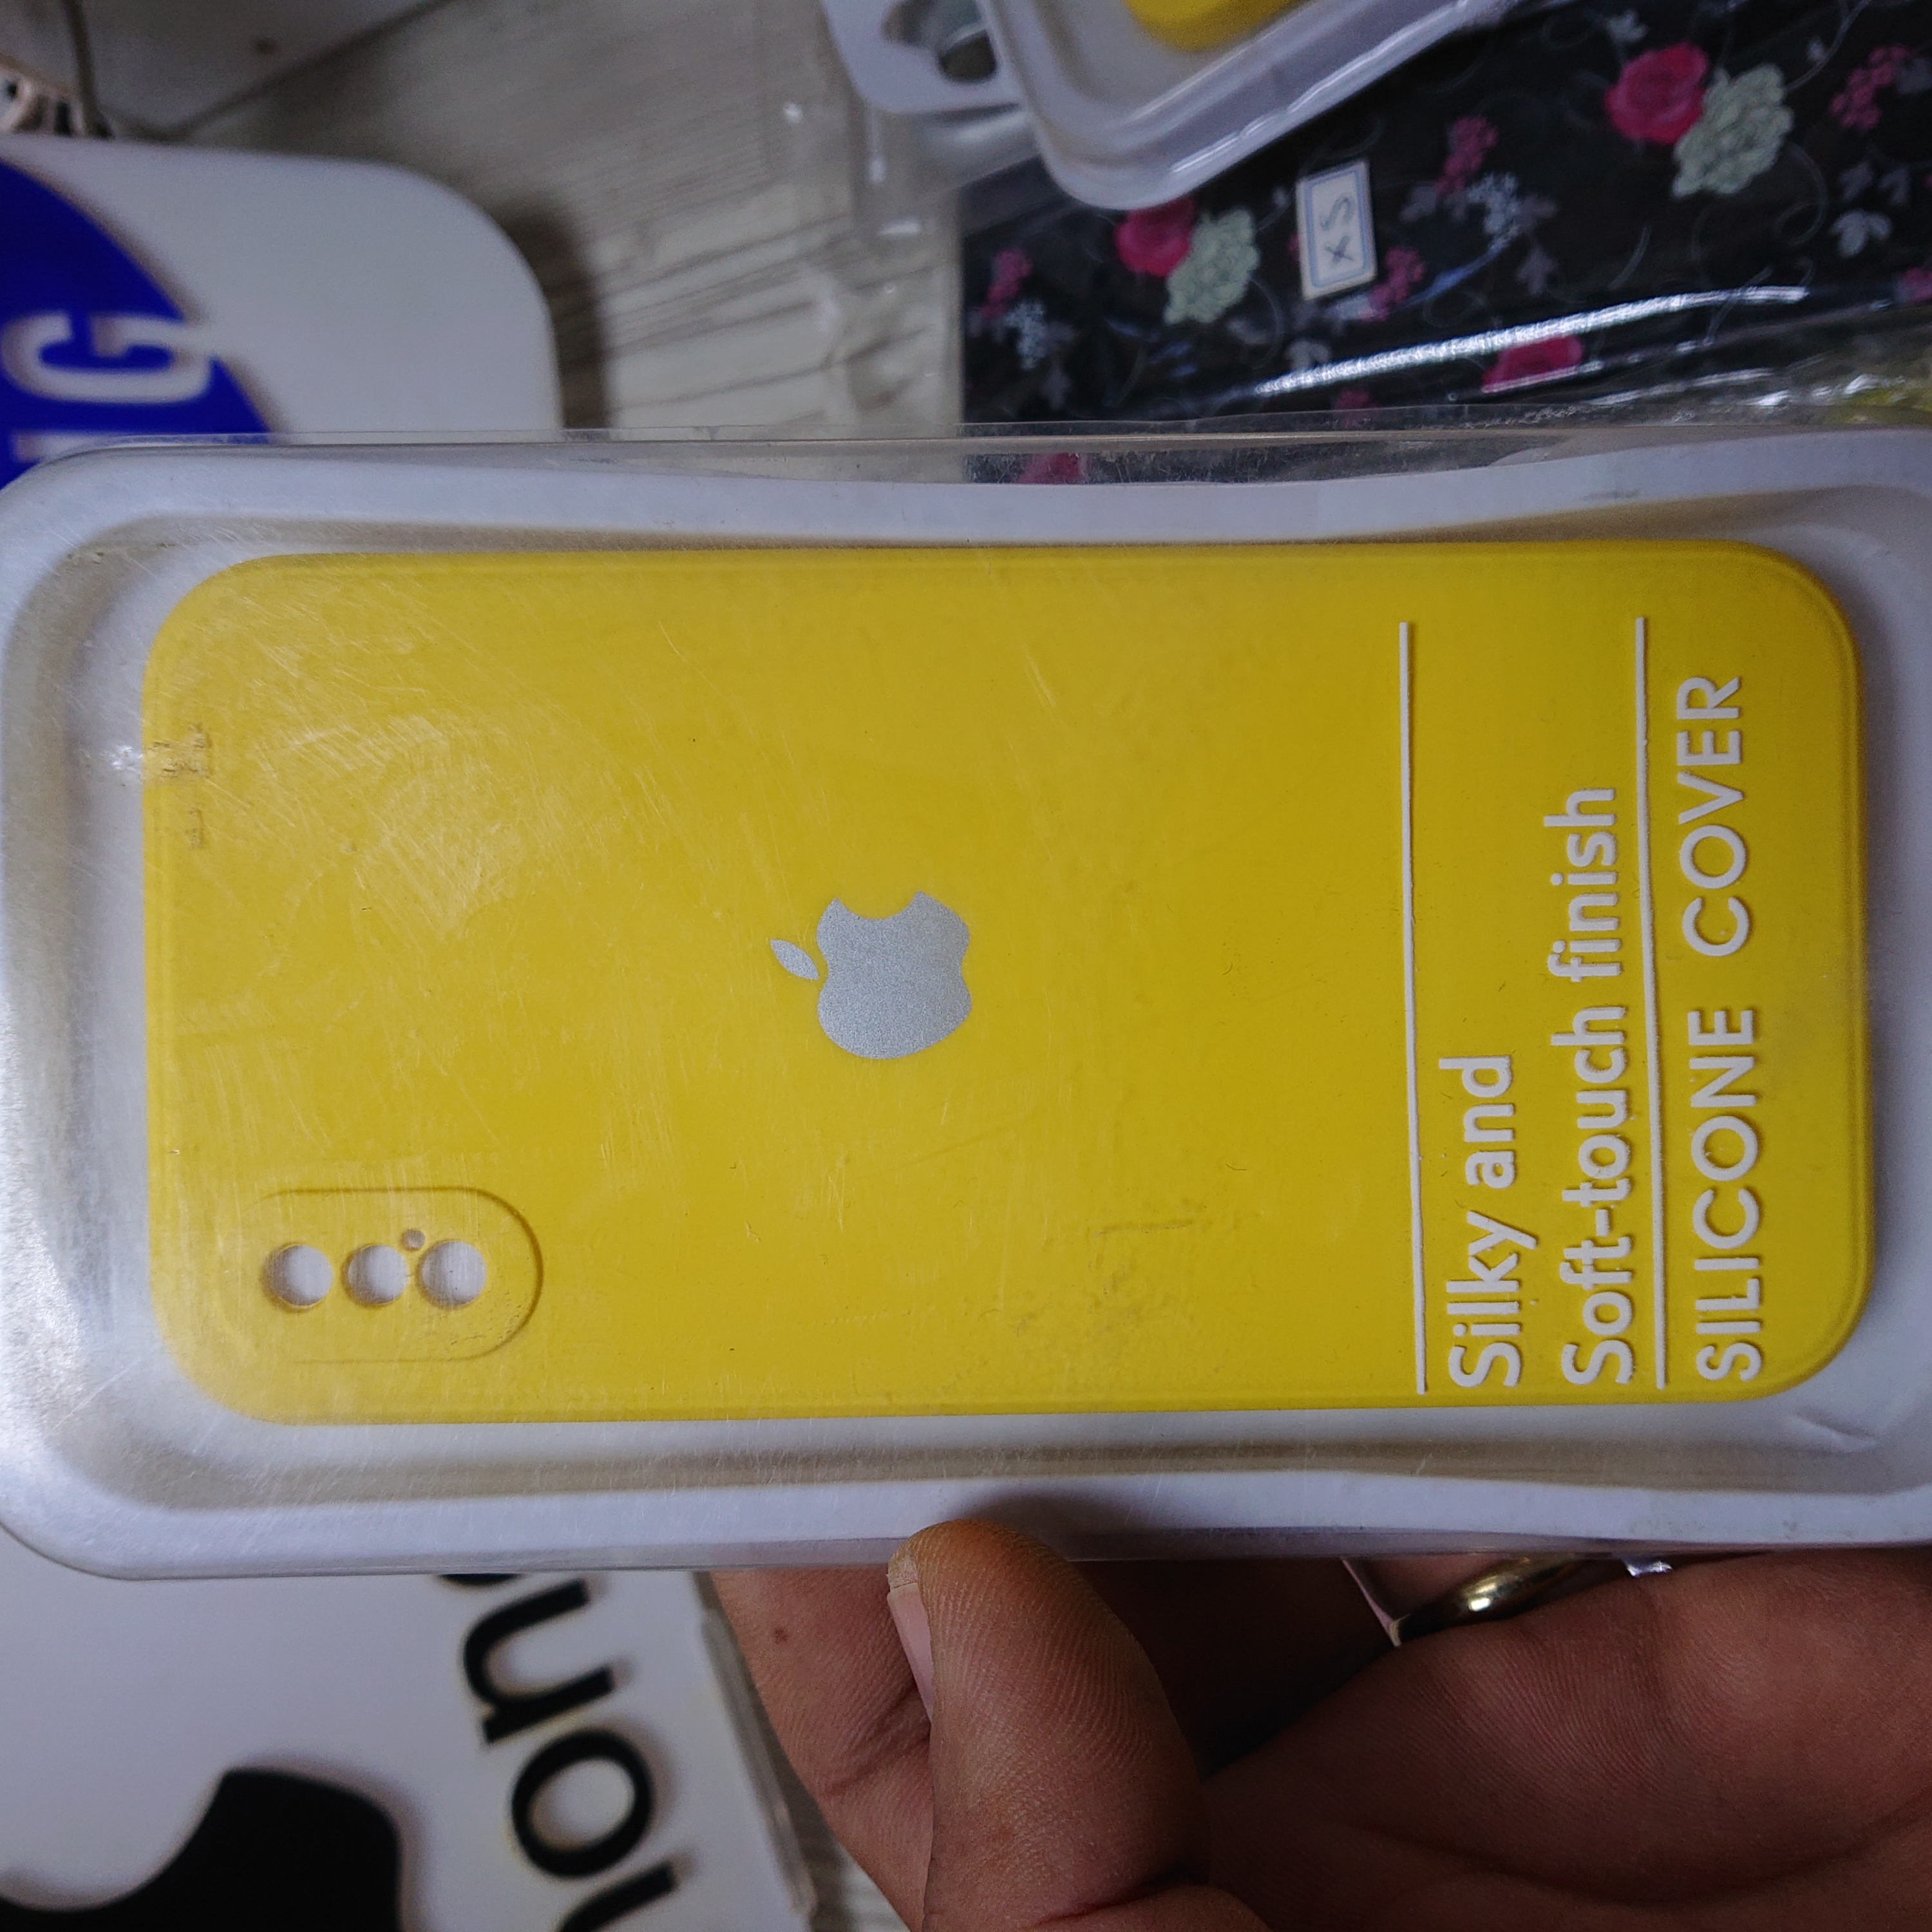 Silky and
Soft-touch finish
SILICONE COVER
XS